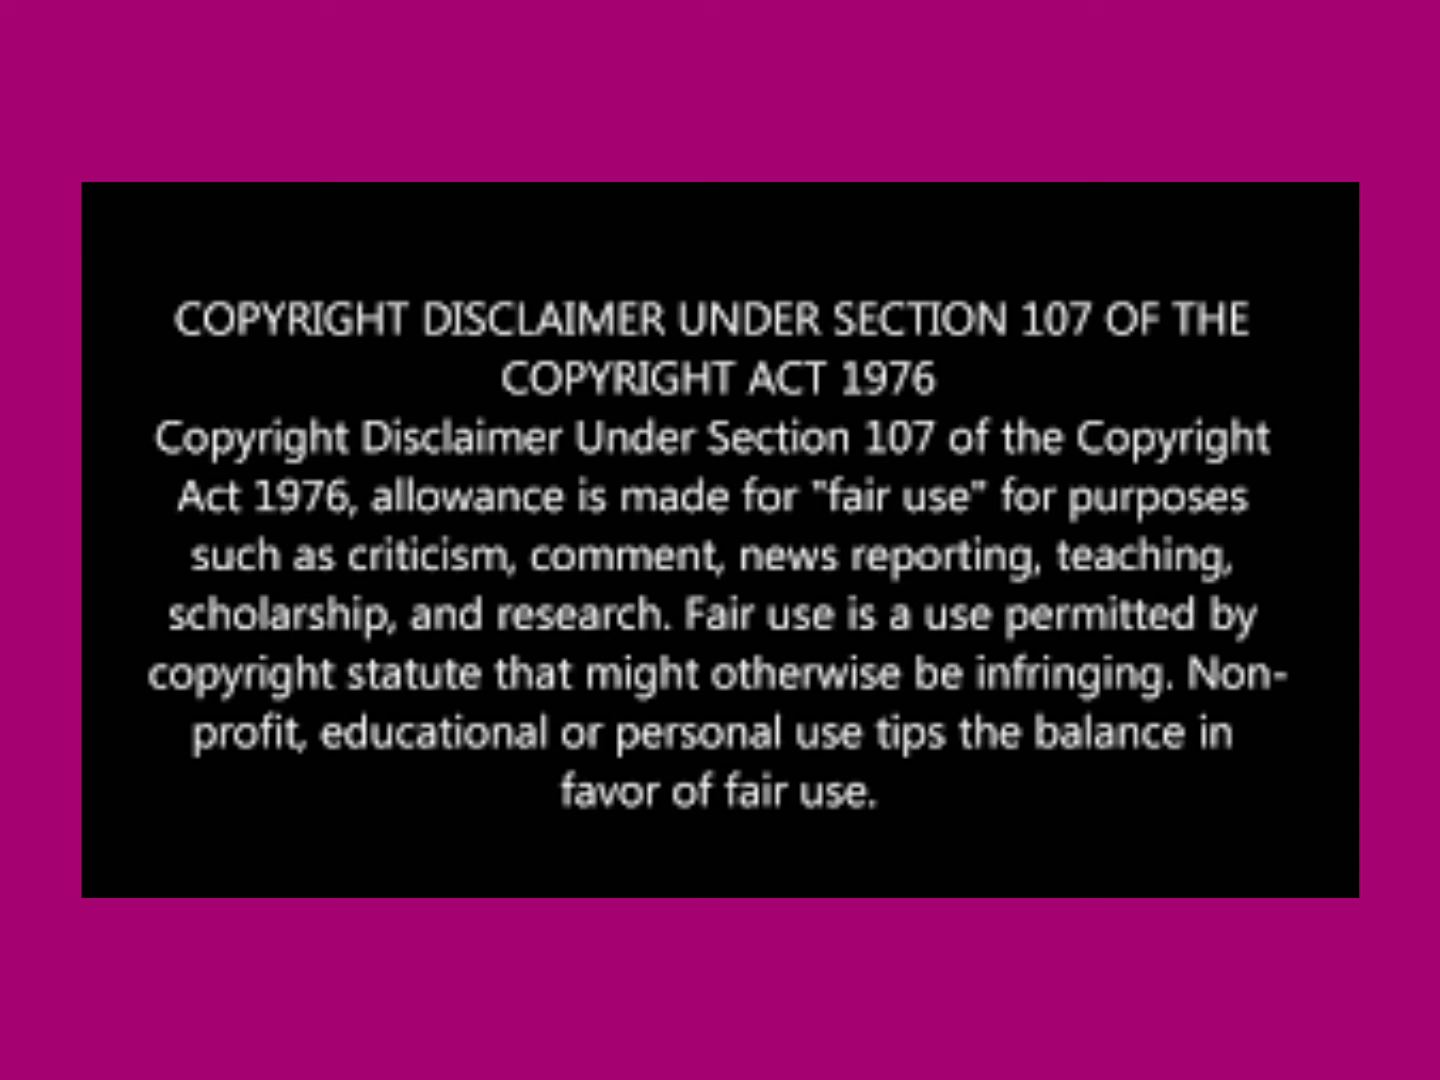 COPYRIGHT DISCLAIMER UNDER SECTION 107 OF THE
COPYRIGHT ACT 1976
Copyright Disclaimer Under Section 107 of the Copyright
Act 1976, allowance is made for "fair use" for purposes
such as criticism, comment, news reporting, teaching,
scholarship, and research. Fair use is a use permitted by
copyright statute that might otherwise be infringing. Non-
profit, educational or personal use tips the balance in
favor of fair use.